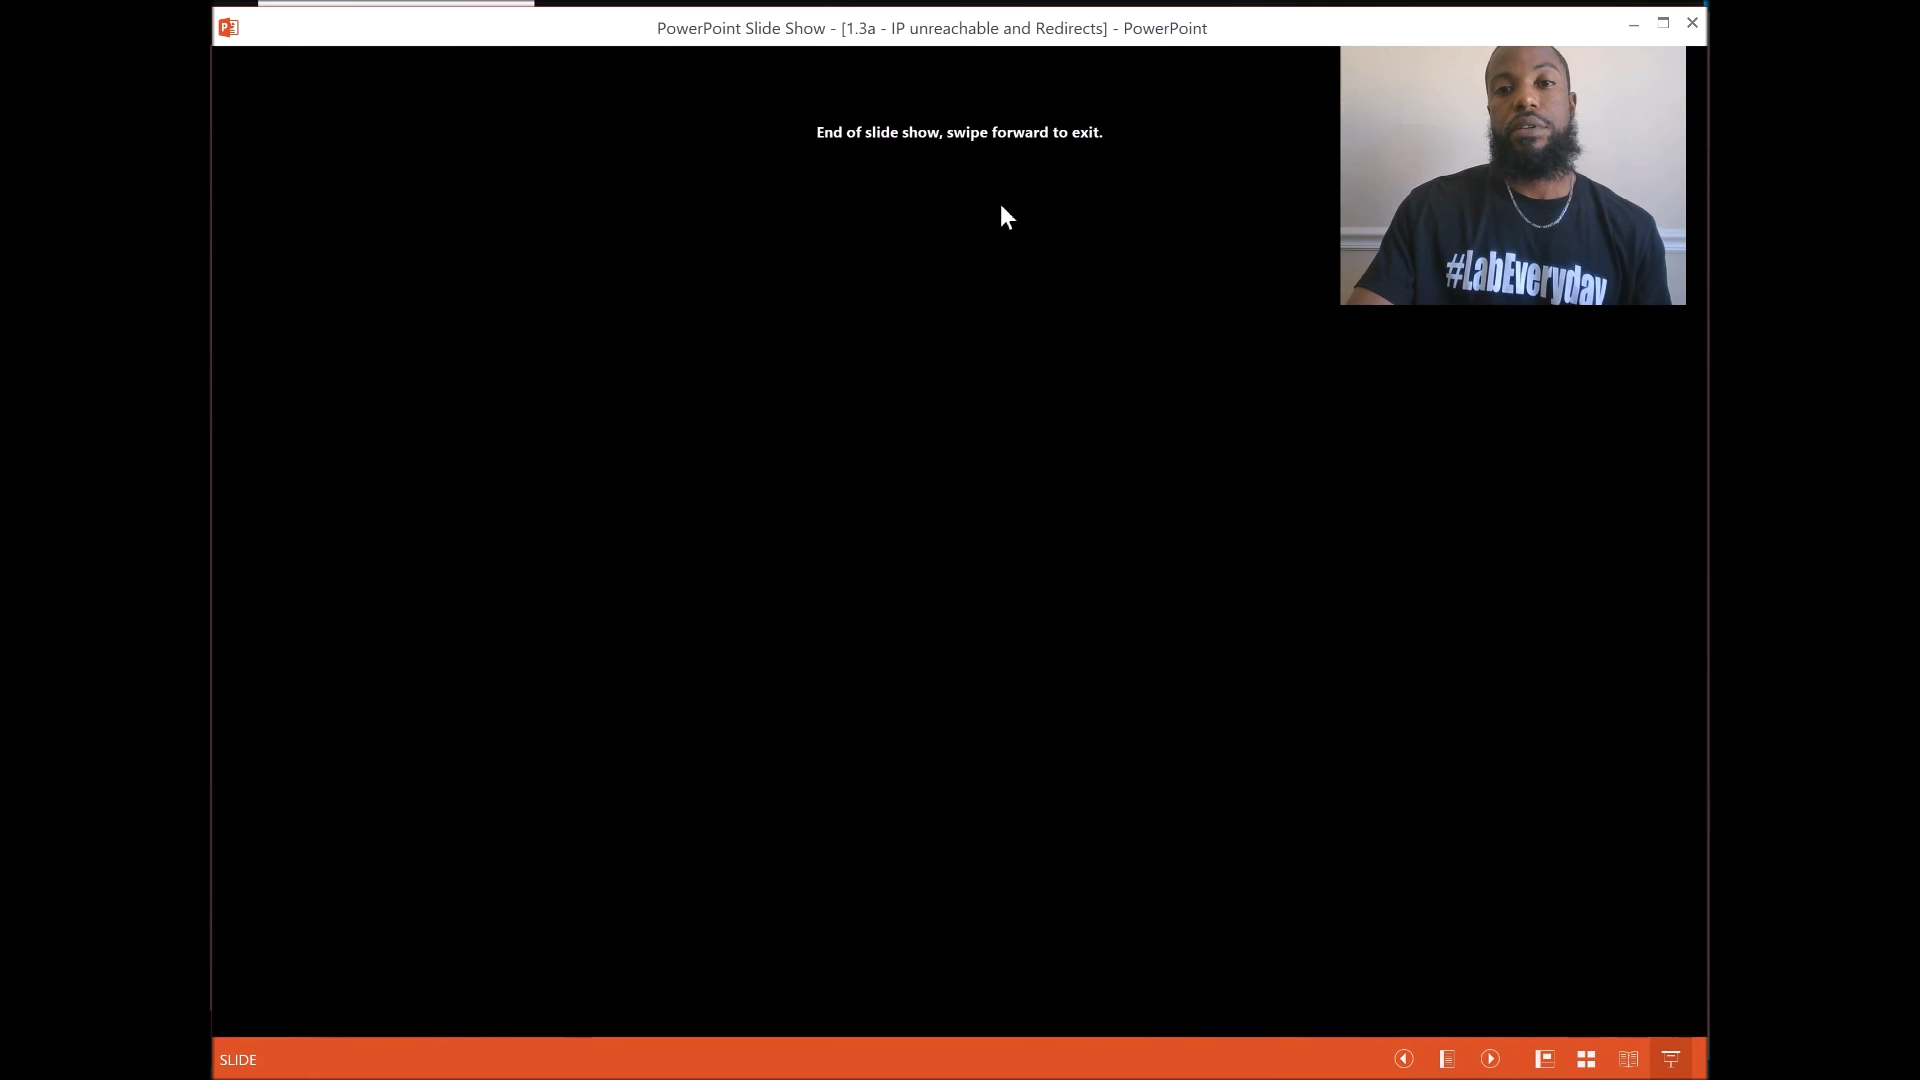 PowerPoint Slide Show - [1.3a - IP unreachable and Redirects] - PowerPoint
End of slide show, swipe forward to exit.
#LabEveryday
SLIDE